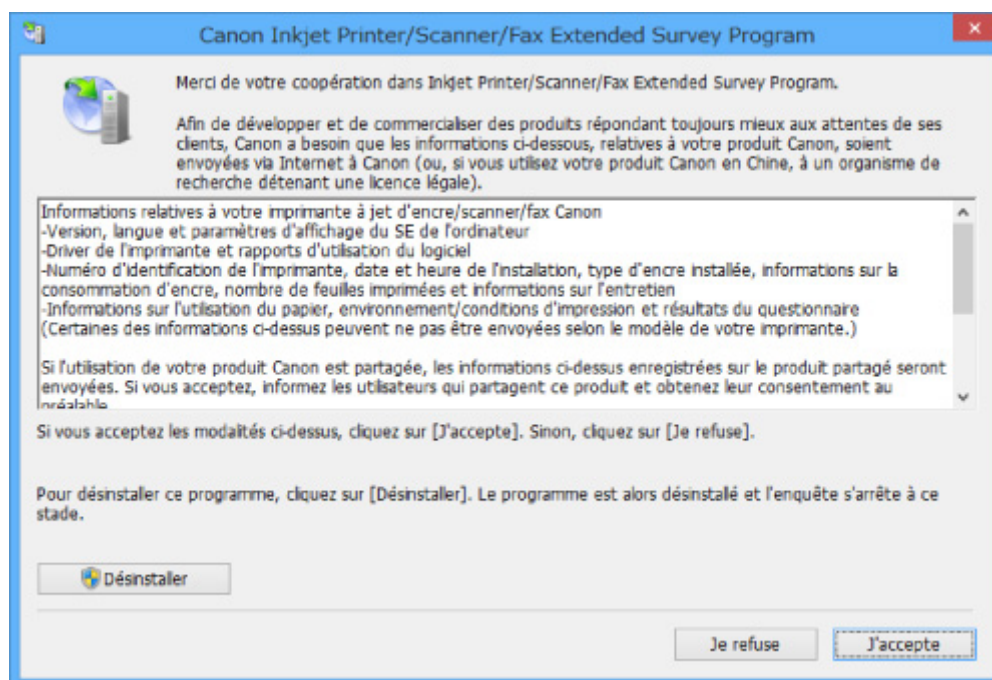 Canon Inkjet Printer/Scanner/Fax Extended Survey Program
Merci de votre coopération dans Inkjet Printer/Scanner/Fax Extended Survey Program.
Afin de développer et de commercialiser des produits répondant toujours mieux aux attentes de ses
clients, Canon a besoin que les informations ci-dessous, relatives à votre produit Canon, soient
envoyées via Internet à Canon (ou, si vous utilisez votre produit Canon en Chine, à un organisme de
recherche détenant une licence légale).
Informations relatives à votre imprimante à jet d'encre/scanner/fax Canon
-Version, langue et paramètres d'affichage du SE de l'ordinateur
-Driver de l'imprimante et rapports d'utilisation du logiciel
-Numéro d'identification de l'imprimante, date et heure de l'installation, type d'encre installée, informations sur la
consommation d'encre, nombre de feuilles imprimées et informations sur l'entretien
-Informations sur l'utilisation du papier, environnement/conditions d'impression et résultats du questionnaire
(Certaines des informations ci-dessus peuvent ne pas être envoyées selon le modèle de votre imprimante.)
Si l'utilisation de votre produit Canon est partagée, les informations ci-dessus enregistrées sur le produit partagé seront
envoyées. Si vous acceptez, informez les utilisateurs qui partagent ce produit et obtenez leur consentement au
préalable
Si vous acceptez les modalités ci-dessus, cliquez sur [J'accepte]. Sinon, cliquez sur [Je refuse].
Pour désinstaller ce programme, cliquez sur [Désinstaller]. Le programme est alors désinstallé et l'enquête s'arrête à ce
stade.
Désinstaller
Je refuse
J'accepte